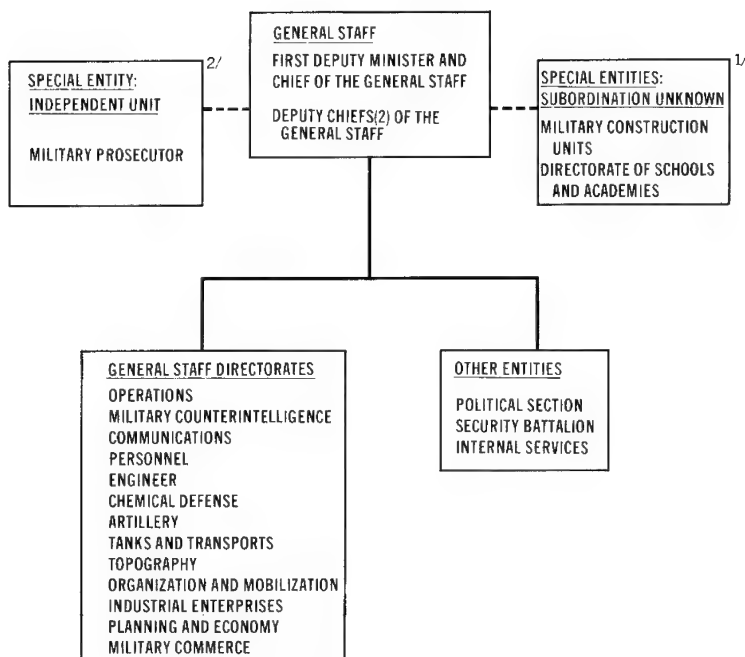 GENERAL STAFF
FIRST DEPUTY MINISTER AND
CHIEF OF THE GENERAL STAFF
DEPUTY CHIEFS(2) OF THE
GENERAL STAFF
2/
SPECIAL ENTITY:
INDEPENDENT UNIT
MILITARY PROSECUTOR
1/
SPECIAL ENTITIES:
SUBORDINATION UNKNOWN
MILITARY CONSTRUCTION
UNITS
DIRECTORATE OF SCHOOLS
AND ACADEMIES
GENERAL STAFF DIRECTORATES
OPERATIONS
MILITARY COUNTERINTELLIGENCE
COMMUNICATIONS
PERSONNEL
ENGINEER
CHEMICAL DEFENSE
ARTILLERY
TANKS AND TRANSPORTS
TOPOGRAPHY
ORGANIZATION AND MOBILIZATION
INDUSTRIAL ENTERPRISES
PLANNING AND ECONOMY
MILITARY COMMERCE
OTHER ENTITIES
POLITICAL SECTION
SECURITY BATTALION
INTERNAL SERVICES